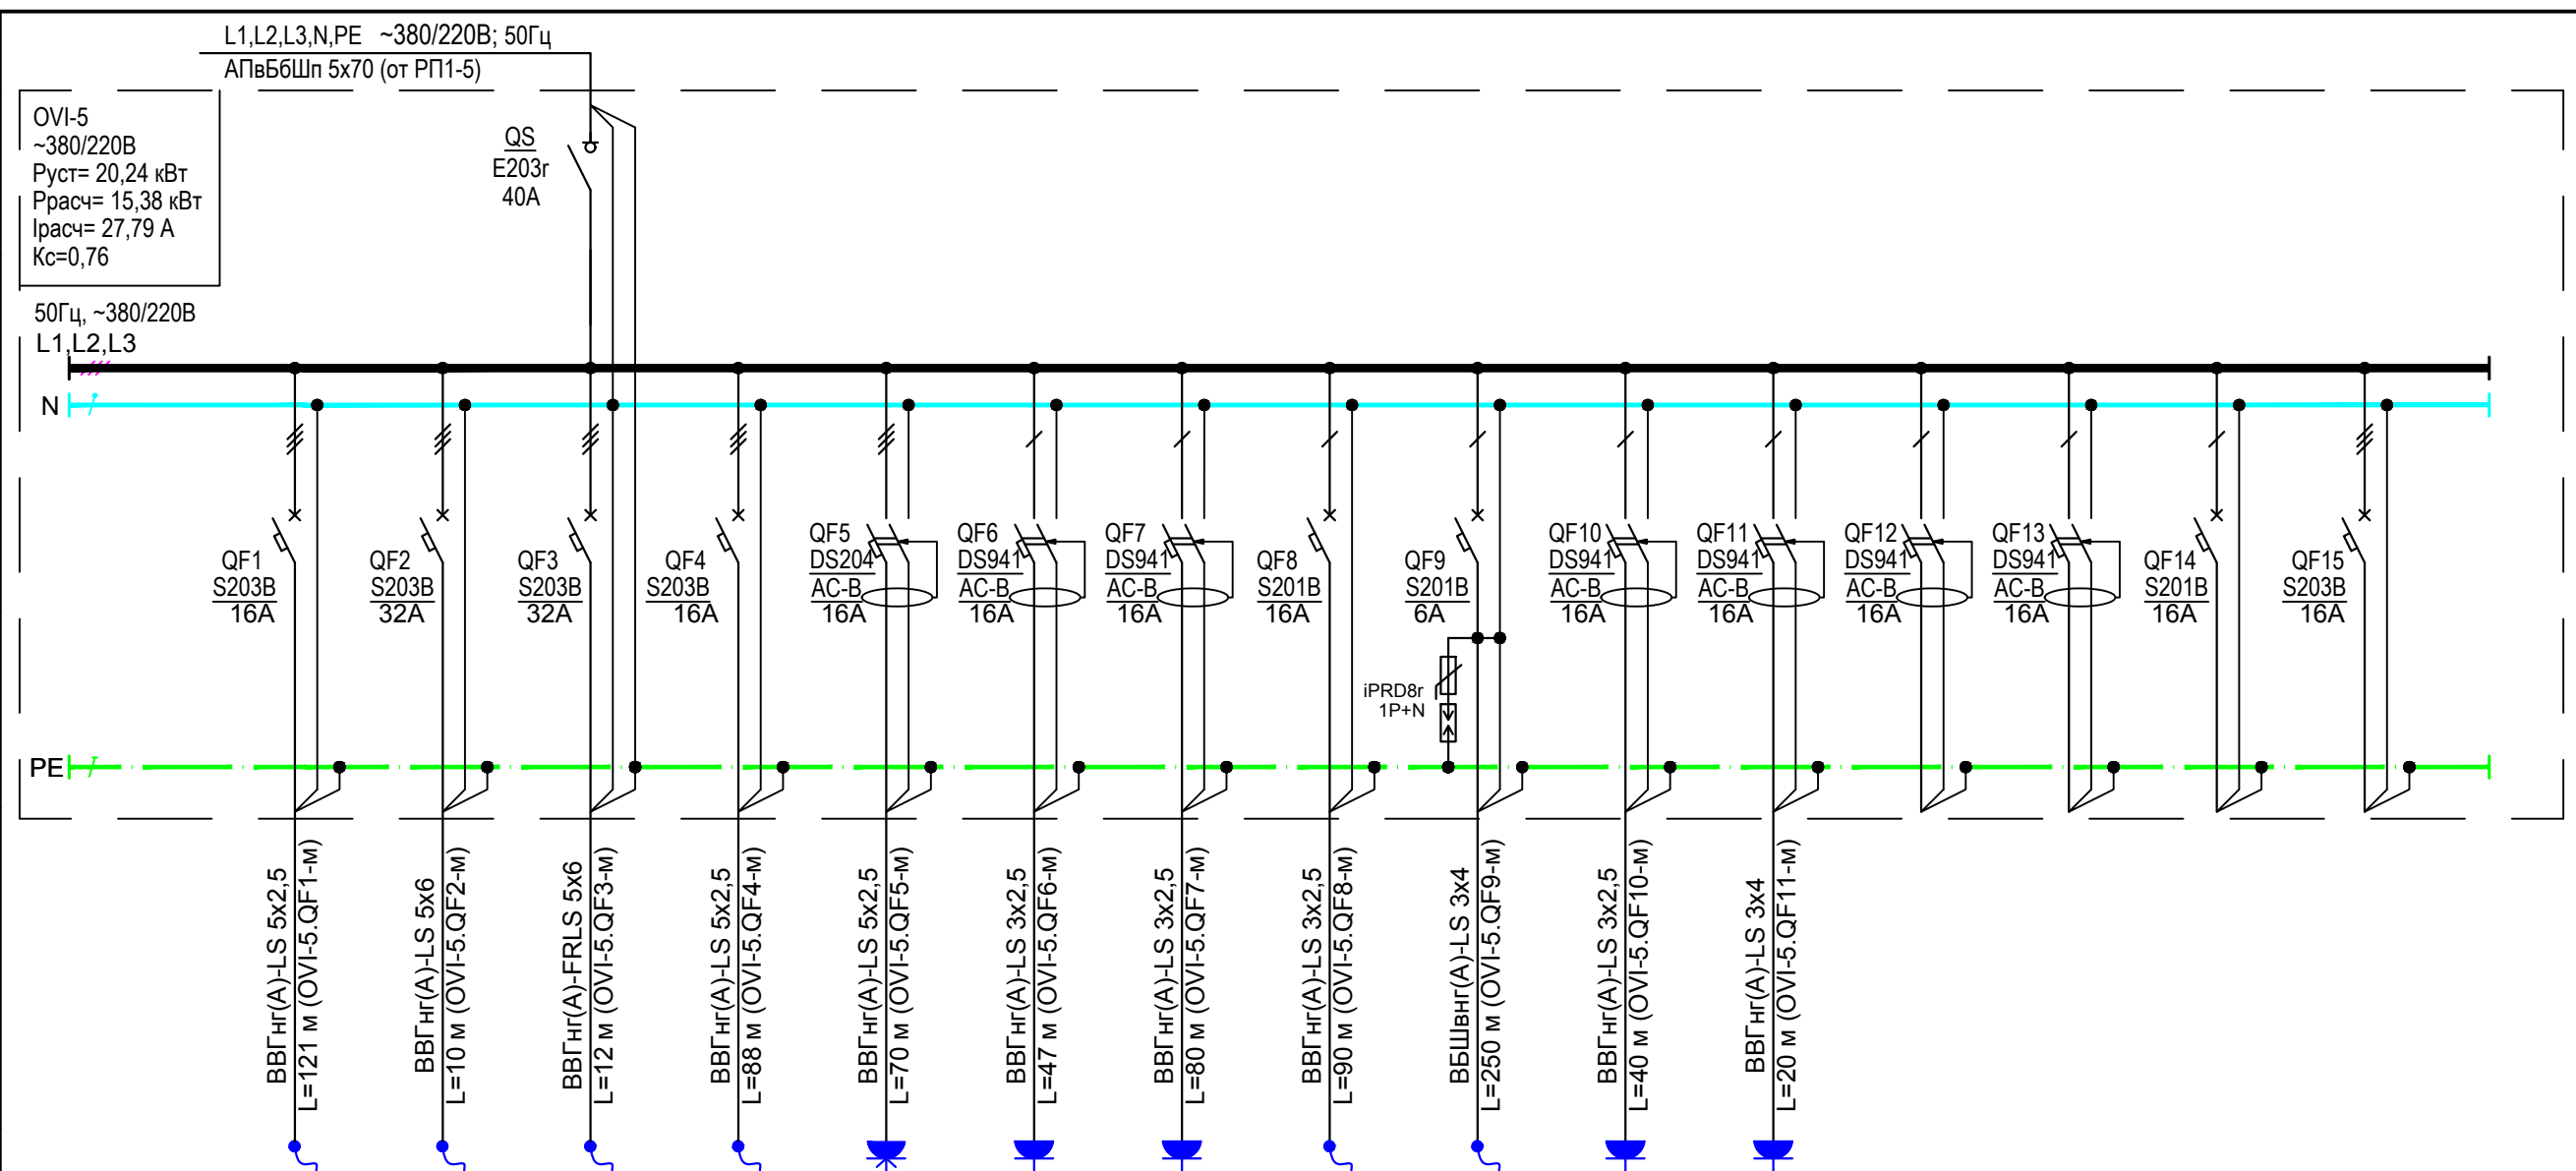 L1,L2,L3,N,PE ~380/220В; 50Гц
АПвБбШп 5х70 (от РП1-5)
OVI-5
~380/220В
Руст= 20,24 кВт
Ррасч= 15,38 кВт
Iрасч= 27,79 А
Кс=0,76
QS
E203r
40A
50Гц, ~380/220В
L1,L2,L3
N
QF1
S203B
16A
QF2
S203B
32A
QF3
S203B
32A
QF4
S203B
16A
QF5
DS204
AC-B
16A
QF6
DS941
AC-B
16A
QF7
DS941
AC-B
16A
QF8
S201B
16A
QF9
S201B
6A
QF10
DS941
AC-B
16A
QF11
DS941
AC-B
16A
QF12
DS941
AC-B
16A
QF13
DS941
AC-B
16A
QF14
S201B
16A
QF15
S203B
16A
iPRD8r
1P+N
PE
ВВГнг(А)-LS 5х2,5
L=121 м (OVI-5.QF1-м)
ВВГнг(А)-LS 5х6
L=10 м (OVI-5.QF2-м)
ВВГнг(А)-FRLS 5х6
L=12 м (OVI-5.QF3-м)
ВВГнг(А)-LS 5х2,5
L=88 м (OVI-5.QF4-м)
ВВГнг(А)-LS 5х2,5
L=70 м (OVI-5.QF5-м)
ВВГнг(А)-LS 3х2,5
L=47 м (OVI-5.QF6-м)
ВВГнг(А)-LS 3х2,5
L=80 м (OVI-5.QF7-м)
ВВГнг(А)-LS 3х2,5
L=90 м (OVI-5.QF8-м)
ВБШвнг(А)-LS 3х4
L=250 м (OVI-5.QF9-м)
ВВГнг(А)-LS 3х2,5
L=40 м (OVI-5.QF10-м)
ВВГнг(А)-LS 3х4
L=20 м (OVI-5.QF11-м)